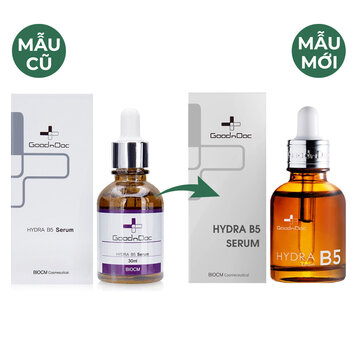 MẪU
CŨ
MẪU
MỚI
GoodnDoc
HYDRA B5 Serum
BIOCM
GoodnDoc
HYDRA B5 Serum
30ml
BIOCM
GoodnDoc
HYDRA B5
SERUM
BIOCM Cosmeceutical
GoodnDoc
HYDRA B5